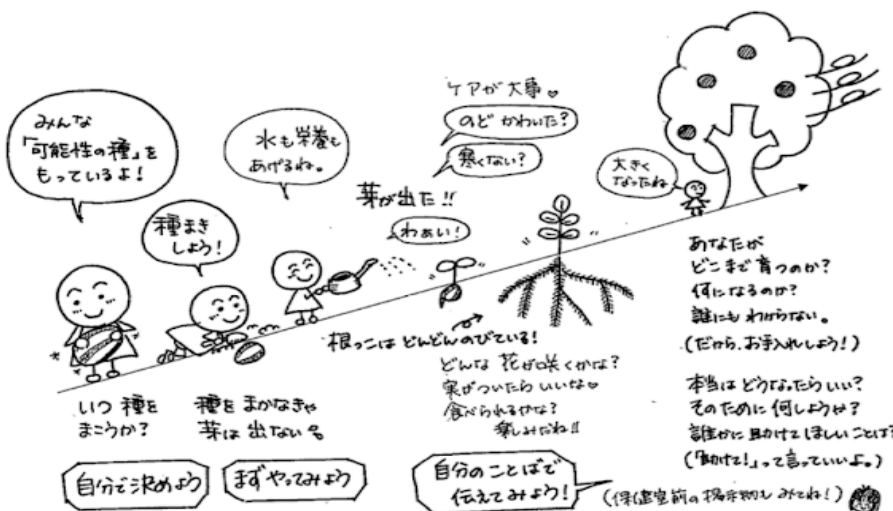 みんな
「可能性の種」を
もっているよ！
種まき
しよう！
水も栄養も
あげるね。
芽が出た!!
わぁい！
ケアが大事♡
のどかわいた？
寒くない？
大きく
なったね
いつ種を
まこうか？
自分で決めよう
種をまかなきゃ
芽は出ない
まずやってみよう
根っこはどんどんのびている！
どんな花が咲くかな？
実がついたらいいな♡
食べられるかな？
楽しみだね!!
自分のことばで
伝えてみよう！
あなたが
どこまで育つのか？
何になるのか？
誰にもわからない。
(だから、お手入れしよう！)
本当はどうなったらいい？
そのために何しようか？
誰かに助けてほしいことは？
(「助けて！」って言っていいよ。)
(保健室前の掲示物もみてね！)